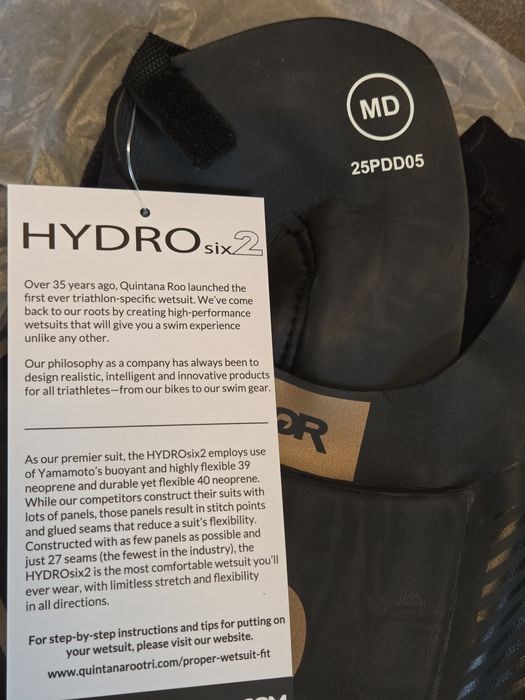 MD
25PDD05
HYDROsix2
Over 35 years ago, Quintana Roo launched the
first ever triathlon-specific wetsuit. We've come
back to our roots by creating high-performance
wetsuits that will give you a swim experience
unlike any other.
Our philosophy as a company has always been to
design realistic, intelligent and innovative products
for all triathletes—from our bikes to our swim gear.
As our premier suit, the HYDROsix2 employs use
of Yamamoto's buoyant and highly flexible 39
neoprene and durable yet flexible 40 neoprene.
While our competitors construct their suits with
lots of panels, those panels result in stitch points
and glued seams that reduce a suit's flexibility.
Constructed with as few panels as possible and
just 27 seams (the fewest in the industry), the
HYDROsix2 is the most comfortable wetsuit you'll
ever wear, with limitless stretch and flexibility
in all directions.
For step-by-step instructions and tips for putting on
your wetsuit, please visit our website.
www.quintanarootri.com/proper-wetsuit-fit